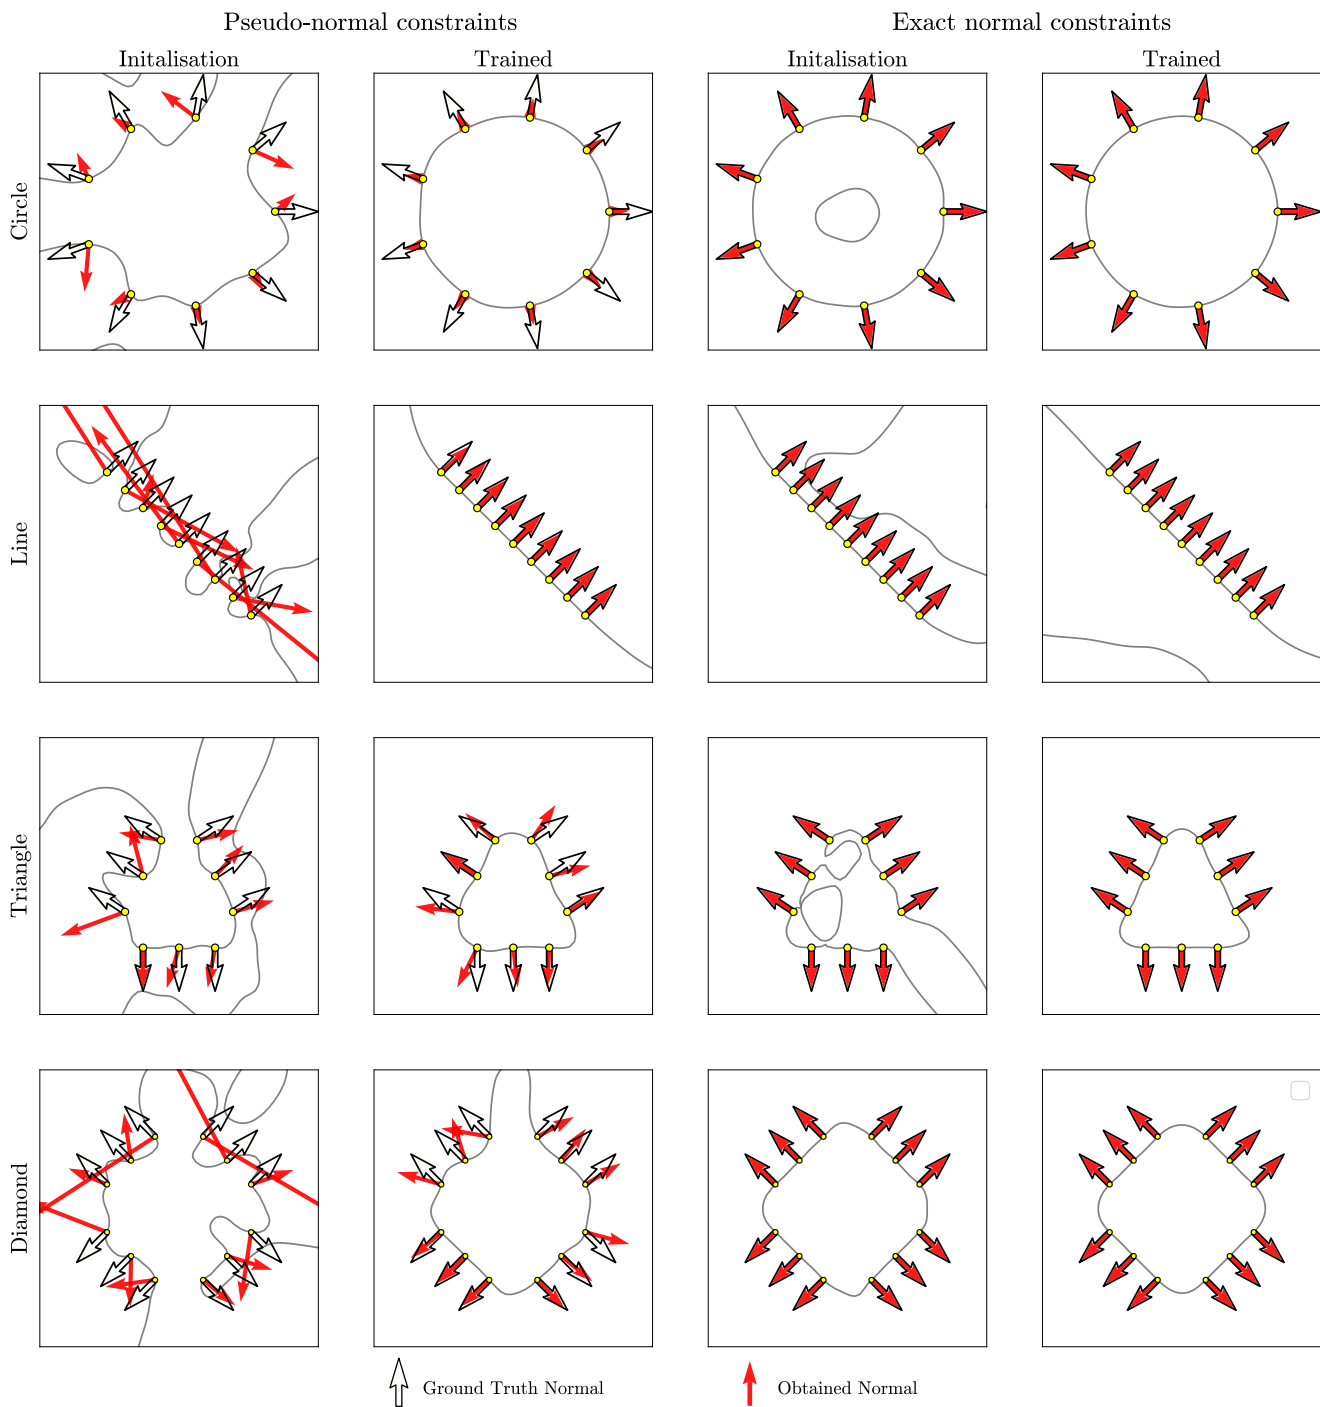 Pseudo-normal constraints
Exact normal constraints
Initalisation
Trained
Initalisation
Trained
Circle
Line
Triangle
Diamond
Ground Truth Normal
Obtained Normal